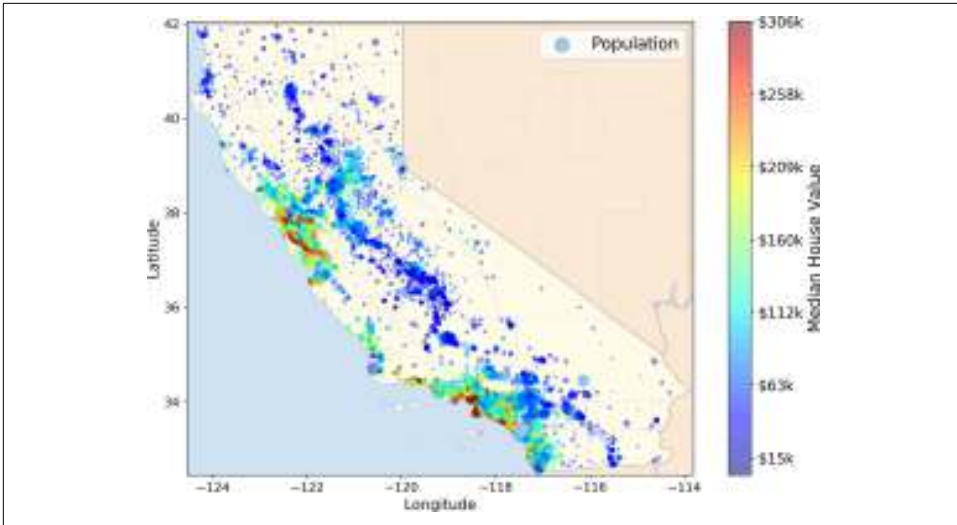 42
40
38
36
34
Latitude
−124
−122
−120
−118
−116
−114
Longitude
Population
$306k
$258k
$209k
$160k
$112k
$63k
$15k
Median House Value